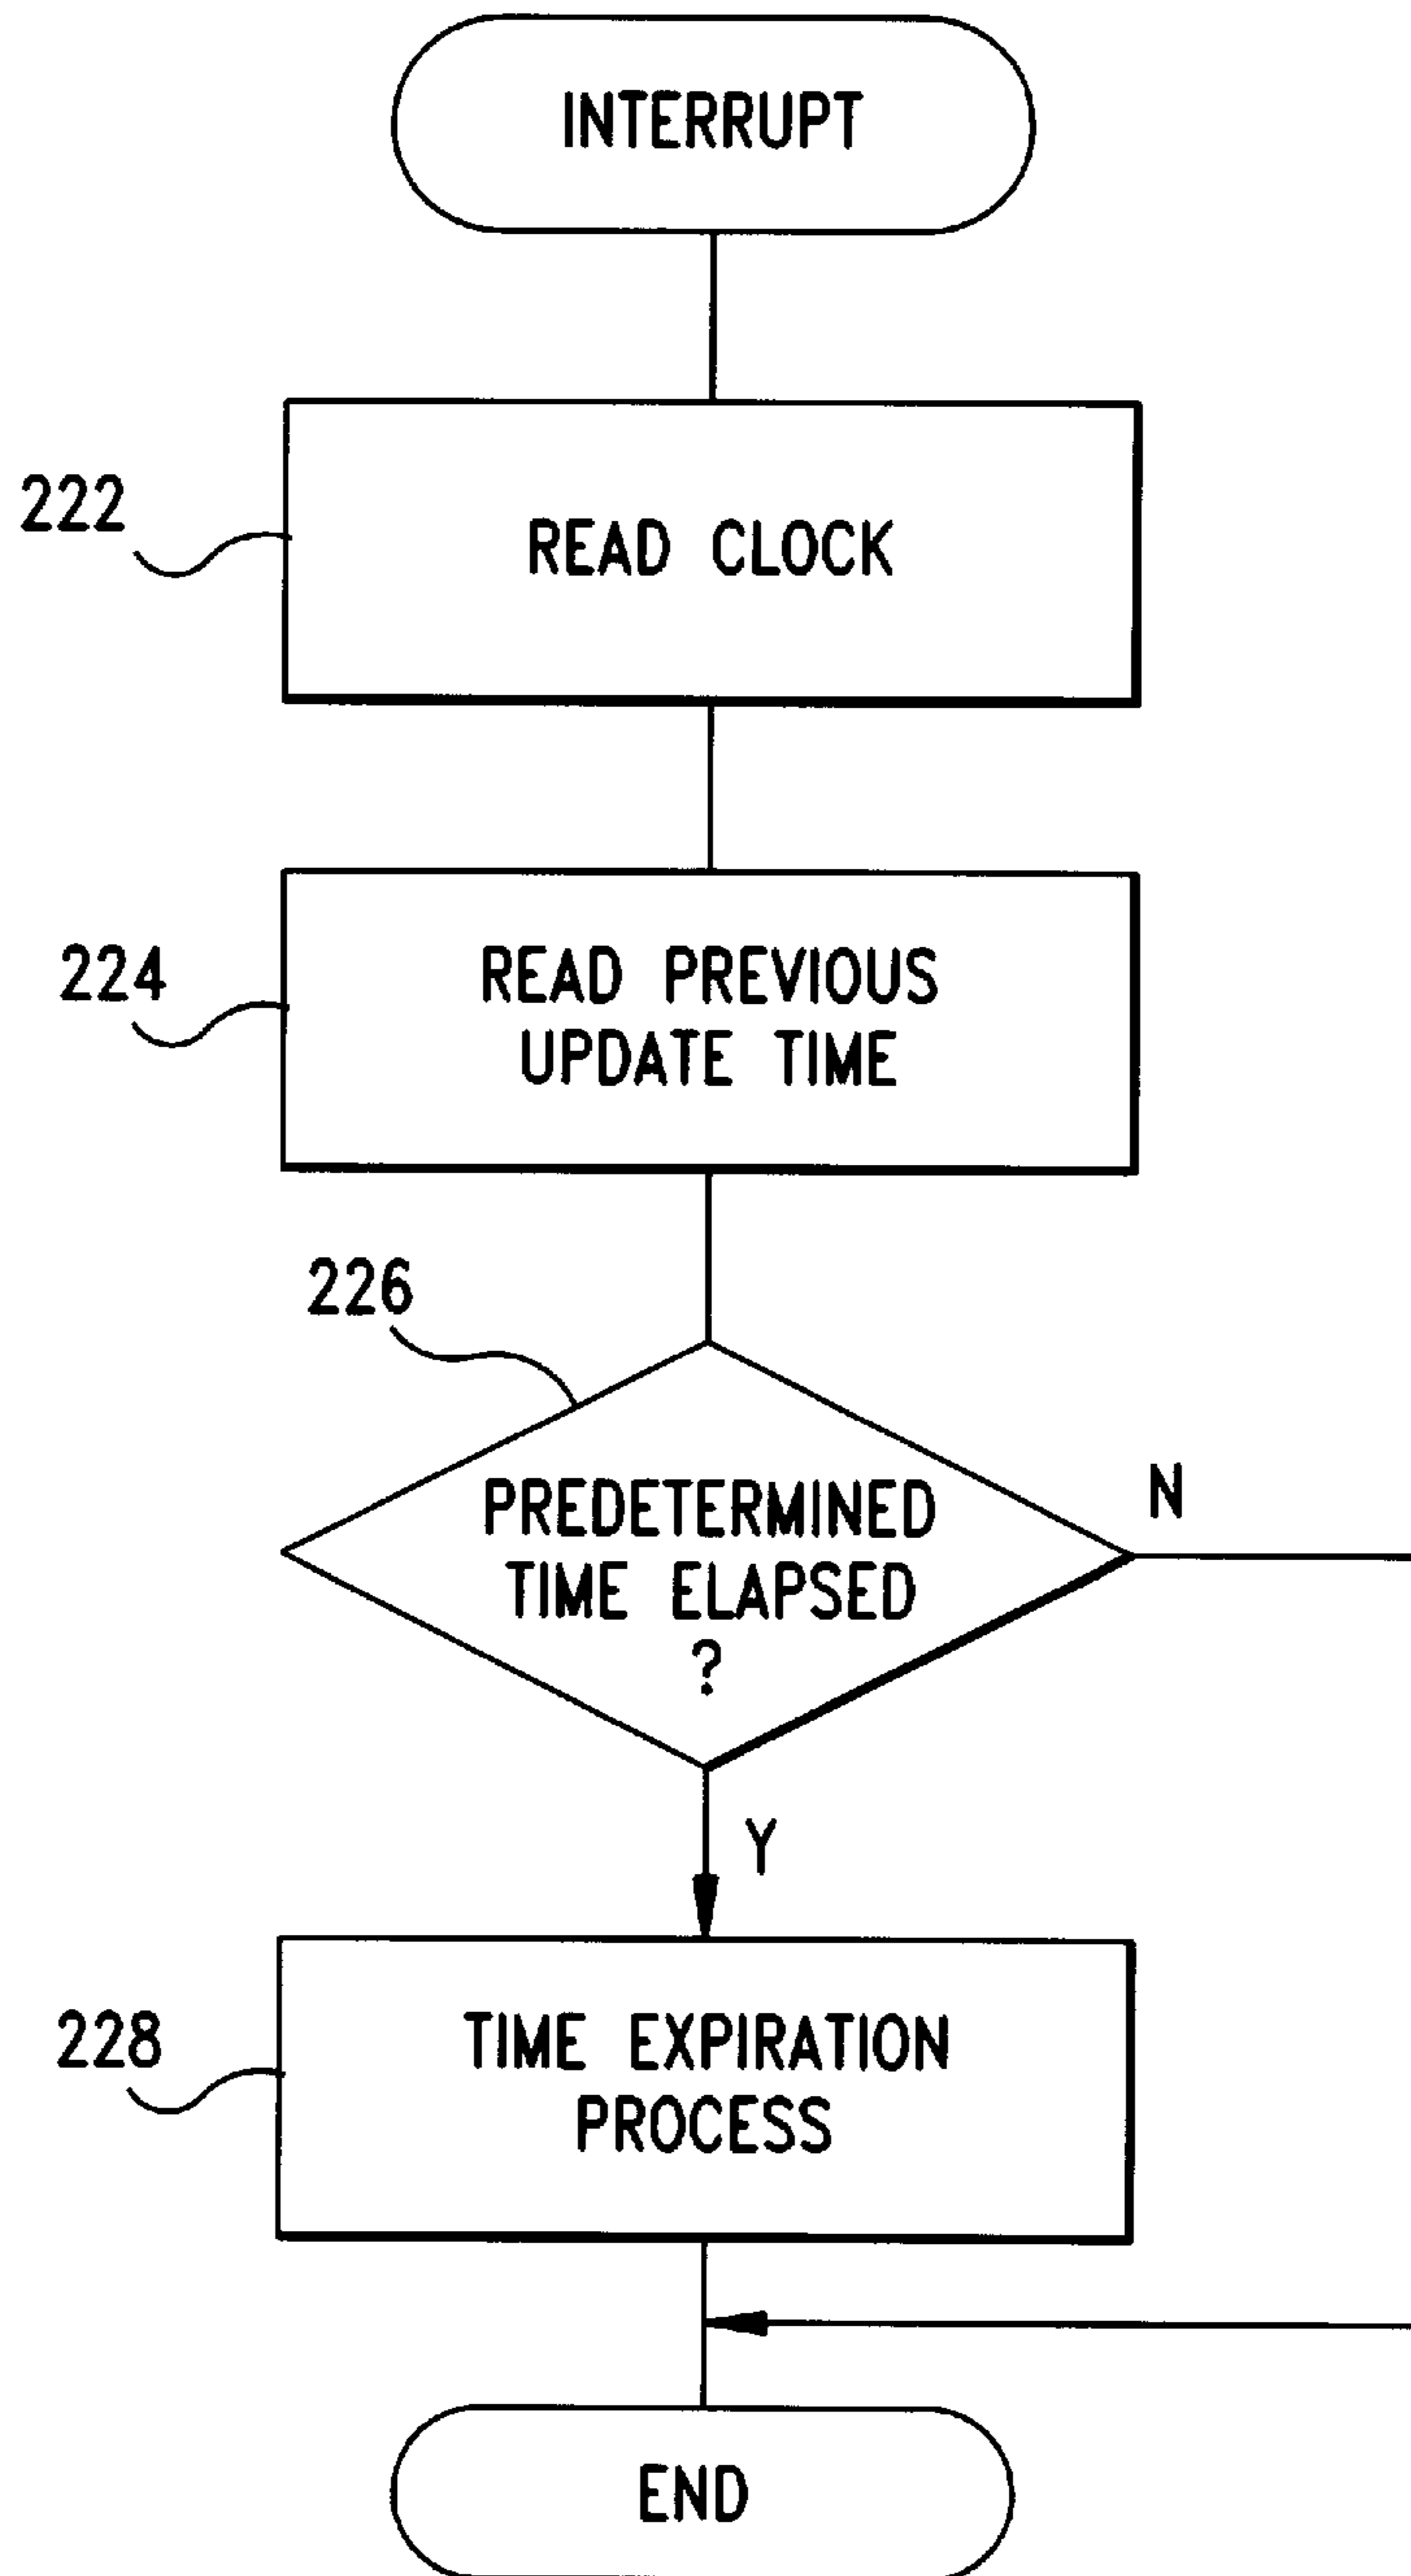 INTERRUPT
222
READ CLOCK
224
READ PREVIOUS
UPDATE TIME
226
PREDETERMINED
TIME ELAPSED
?
N
Y
228
TIME EXPIRATION
PROCESS
END